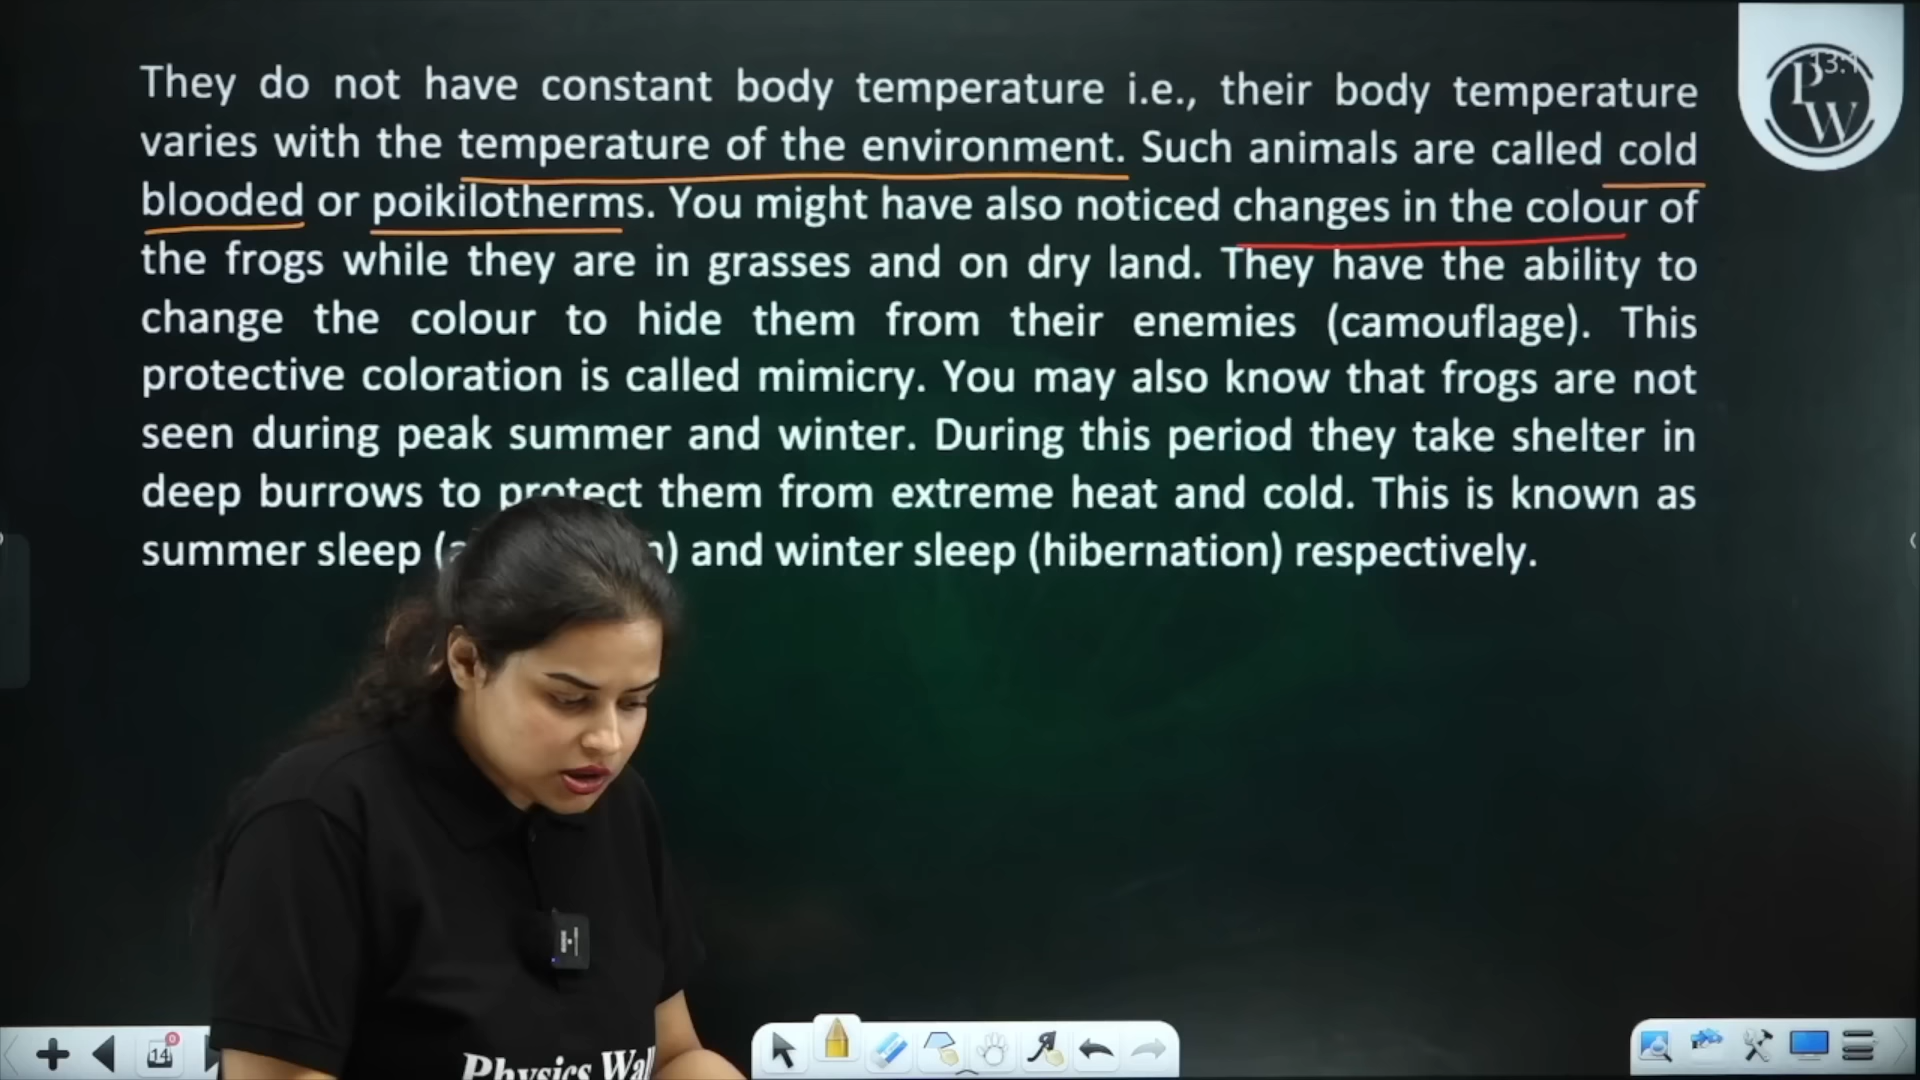 They do not have constant body temperature i.e., their body temperature
varies with the temperature of the environment. Such animals are called cold
blooded or poikilotherms. You might have also noticed changes in the colour of
the frogs while they are in grasses and on dry land. They have the ability to
change the colour to hide them from their enemies (camouflage). This
protective coloration is called mimicry. You may also know that frogs are not
seen during peak summer and winter. During this period they take shelter in
deep burrows to protect them from extreme heat and cold. This is known as
summer sleep ( ) and winter sleep (hibernation) respectively.
PW
14
0
Physics